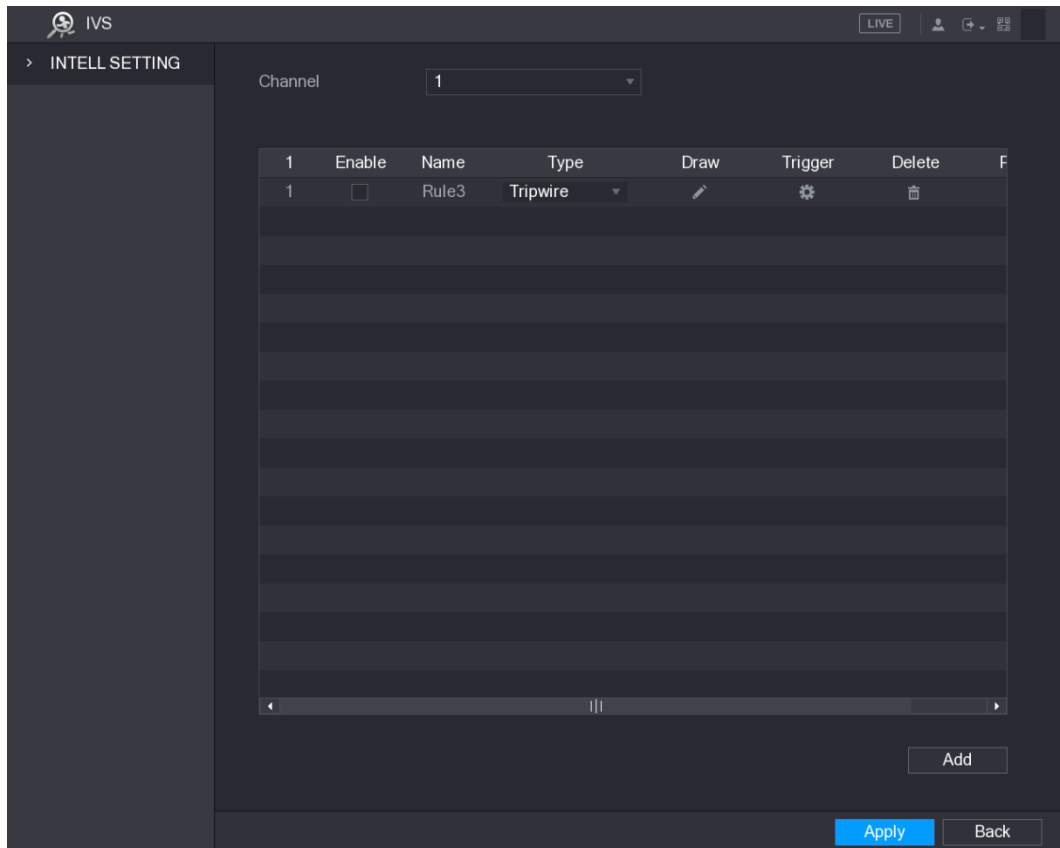 IVS LIVE
INTELL SETTING
Channel 1
1 Enable Name Type Draw Trigger Delete
1 Rule3 Tripwire
Add
Apply Back